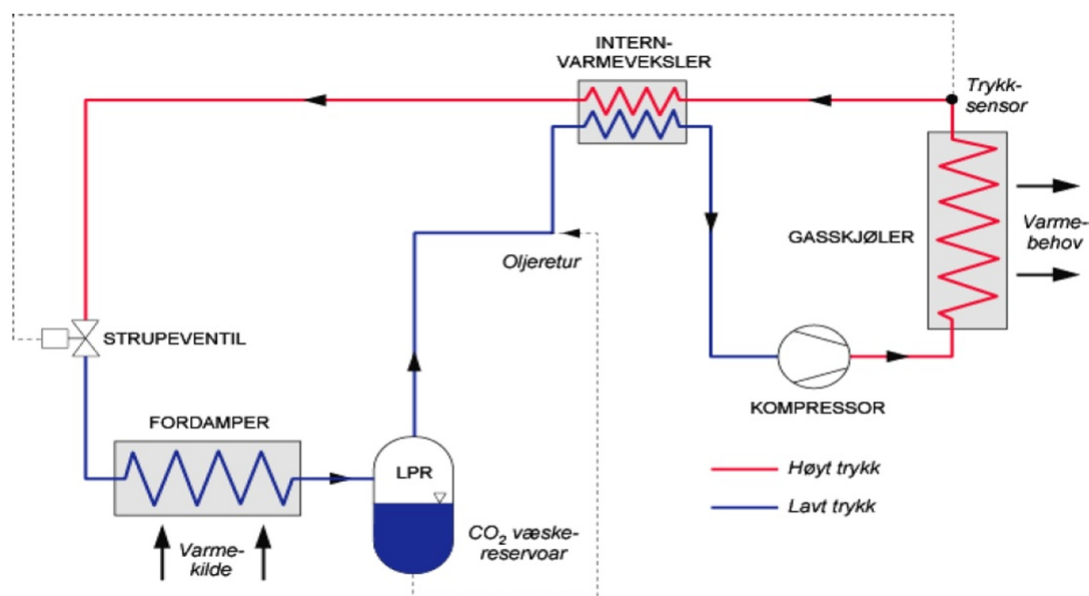 INTERN-
VARMEVEKSLER
Trykk-
sensor
GASSKJØLER
Varme-
behov
Oljeretur
STRUPEVENTIL
KOMPRESSOR
FORDAMPER
LPR
Høyt trykk
Lavt trykk
CO₂ væske-
reservoar
Varme-
kilde